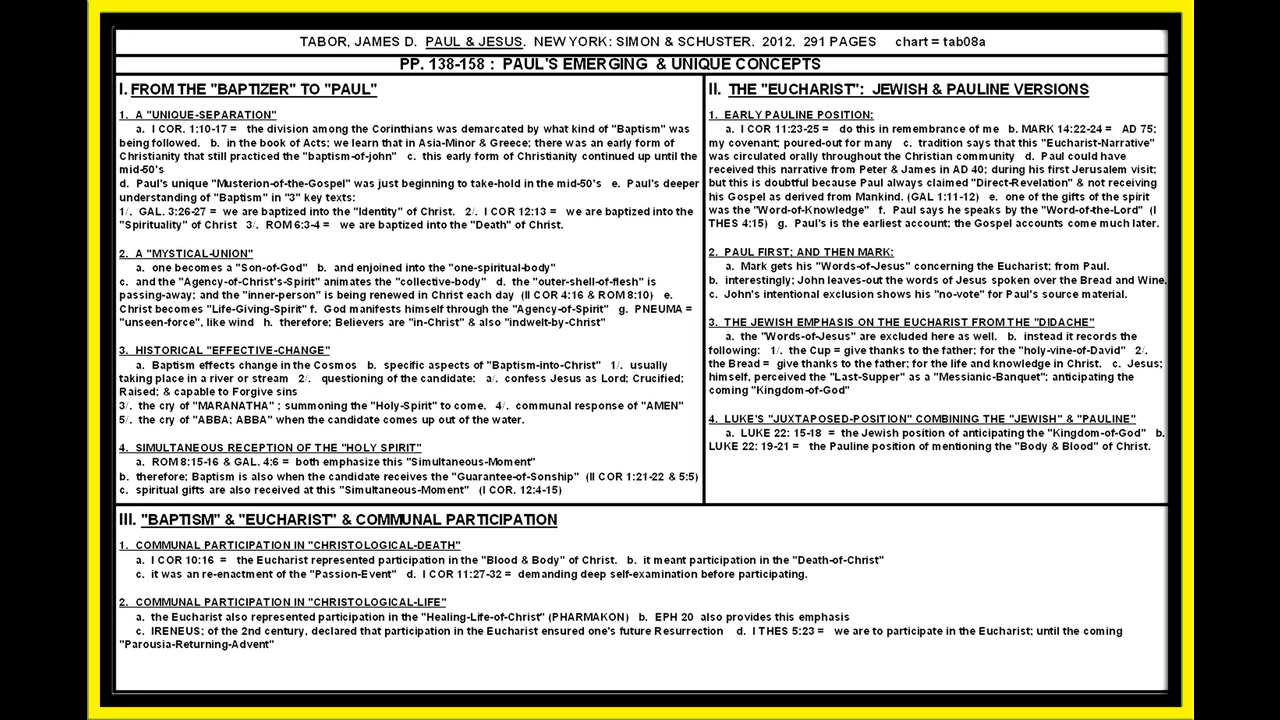 TABOR, JAMES D. PAUL & JESUS. NEW YORK: SIMON & SCHUSTER. 2012. 291 PAGES chart = tab08a
PP. 138-158 : PAUL'S EMERGING & UNIQUE CONCEPTS
I. FROM THE "BAPTIZER" TO "PAUL"
1. A "UNIQUE-SEPARATION"
a. I COR. 1:10-17 = the division among the Corinthians was demarcated by what kind of "Baptism" was
being followed. b. in the book of Acts; we learn that in Asia-Minor & Greece; there was an early form of
Christianity that still practiced the "baptism-of-john" c. this early form of Christianity continued up until the
mid-50's
d. Paul's unique "Musterion-of-the-Gospel" was just beginning to take-hold in the mid-50's e. Paul's deeper
understanding of "Baptism" in "3" key texts:
1/. GAL. 3:26-27 = we are baptized into the "Identity" of Christ. 2/. I COR 12:13 = we are baptized into the
"Spirituality" of Christ 3/. ROM 6:3-4 = we are baptized into the "Death" of Christ.
2. A "MYSTICAL-UNION"
a. one becomes a "Son-of-God" b. and enjoined into the "one-spiritual-body"
c. and the "Agency-of-Christ's-Spirit" animates the "collective-body" d. the "outer-shell-of-flesh" is
passing-away; and the "inner-person" is being renewed in Christ each day (II COR 4:16 & ROM 8:10) e.
Christ becomes "Life-Giving-Spirit" f. God manifests himself through the "Agency-of-Spirit" g. PNEUMA =
"unseen-force", like wind h. therefore; Believers are "in-Christ" & also "indwelt-by-Christ"
3. HISTORICAL "EFFECTIVE-CHANGE"
a. Baptism effects change in the Cosmos b. specific aspects of "Baptism-into-Christ" 1/. usually
taking place in a river or stream 2/. questioning of the candidate: a/. confess Jesus as Lord; Crucified;
Raised; & capable to Forgive sins
3/. the cry of "MARANATHA" ; summoning the "Holy-Spirit" to come. 4/. communal response of "AMEN"
5/. the cry of "ABBA; ABBA" when the candidate comes up out of the water.
4. SIMULTANEOUS RECEPTION OF THE "HOLY SPIRIT"
a. ROM 8:15-16 & GAL. 4:6 = both emphasize this "Simultaneous-Moment"
b. therefore; Baptism is also when the candidate receives the "Guarantee-of-Sonship" (II COR 1:21-22 & 5:5)
c. spiritual gifts are also received at this "Simultaneous-Moment" (I COR. 12:4-15)
II. THE "EUCHARIST": JEWISH & PAULINE VERSIONS
1. EARLY PAULINE POSITION:
a. I COR 11:23-25 = do this in remembrance of me b. MARK 14:22-24 = AD 75;
my covenant; poured-out for many c. tradition says that this "Eucharist-Narrative"
was circulated orally throughout the Christian community d. Paul could have
received this narrative from Peter & James in AD 40; during his first Jerusalem visit;
but this is doubtful because Paul always claimed "Direct-Revelation" & not receiving
his Gospel as derived from Mankind. (GAL 1:11-12) e. one of the gifts of the spirit
was the "Word-of-Knowledge" f. Paul says he speaks by the "Word-of-the-Lord" (I
THES 4:15) g. Paul's is the earliest account; the Gospel accounts come much later.
2. PAUL FIRST; AND THEN MARK:
a. Mark gets his "Words-of-Jesus" concerning the Eucharist; from Paul.
b. interestingly; John leaves-out the words of Jesus spoken over the Bread and Wine.
c. John's intentional exclusion shows his "no-vote" for Paul's source material.
3. THE JEWISH EMPHASIS ON THE EUCHARIST FROM THE "DIDACHE"
a. the "Words-of-Jesus" are excluded here as well. b. instead it records the
following: 1/. the Cup = give thanks to the father; for the "holy-vine-of-David" 2/.
the Bread = give thanks to the father; for the life and knowledge in Christ. c. Jesus;
himself, perceived the "Last-Supper" as a "Messianic-Banquet"; anticipating the
coming "Kingdom-of-God"
4. LUKE'S "JUXTAPOSED-POSITION" COMBINING THE "JEWISH" & "PAULINE"
a. LUKE 22: 15-18 = the Jewish position of anticipating the "Kingdom-of-God" b.
LUKE 22: 19-21 = the Pauline position of mentioning the "Body & Blood" of Christ.
III. "BAPTISM" & "EUCHARIST" & COMMUNAL PARTICIPATION
1. COMMUNAL PARTICIPATION IN "CHRISTOLOGICAL-DEATH"
a. I COR 10:16 = the Eucharist represented participation in the "Blood & Body" of Christ. b. it meant participation in the "Death-of-Christ"
c. it was an re-enactment of the "Passion-Event" d. I COR 11:27-32 = demanding deep self-examination before participating.
2. COMMUNAL PARTICIPATION IN "CHRISTOLOGICAL-LIFE"
a. the Eucharist also represented participation in the "Healing-Life-of-Christ" (PHARMAKON) b. EPH 20 also provides this emphasis
c. IRENEUS; of the 2nd century, declared that participation in the Eucharist ensured one's future Resurrection d. I THES 5:23 = we are to participate in the Eucharist; until the coming
"Parousia-Returning-Advent"